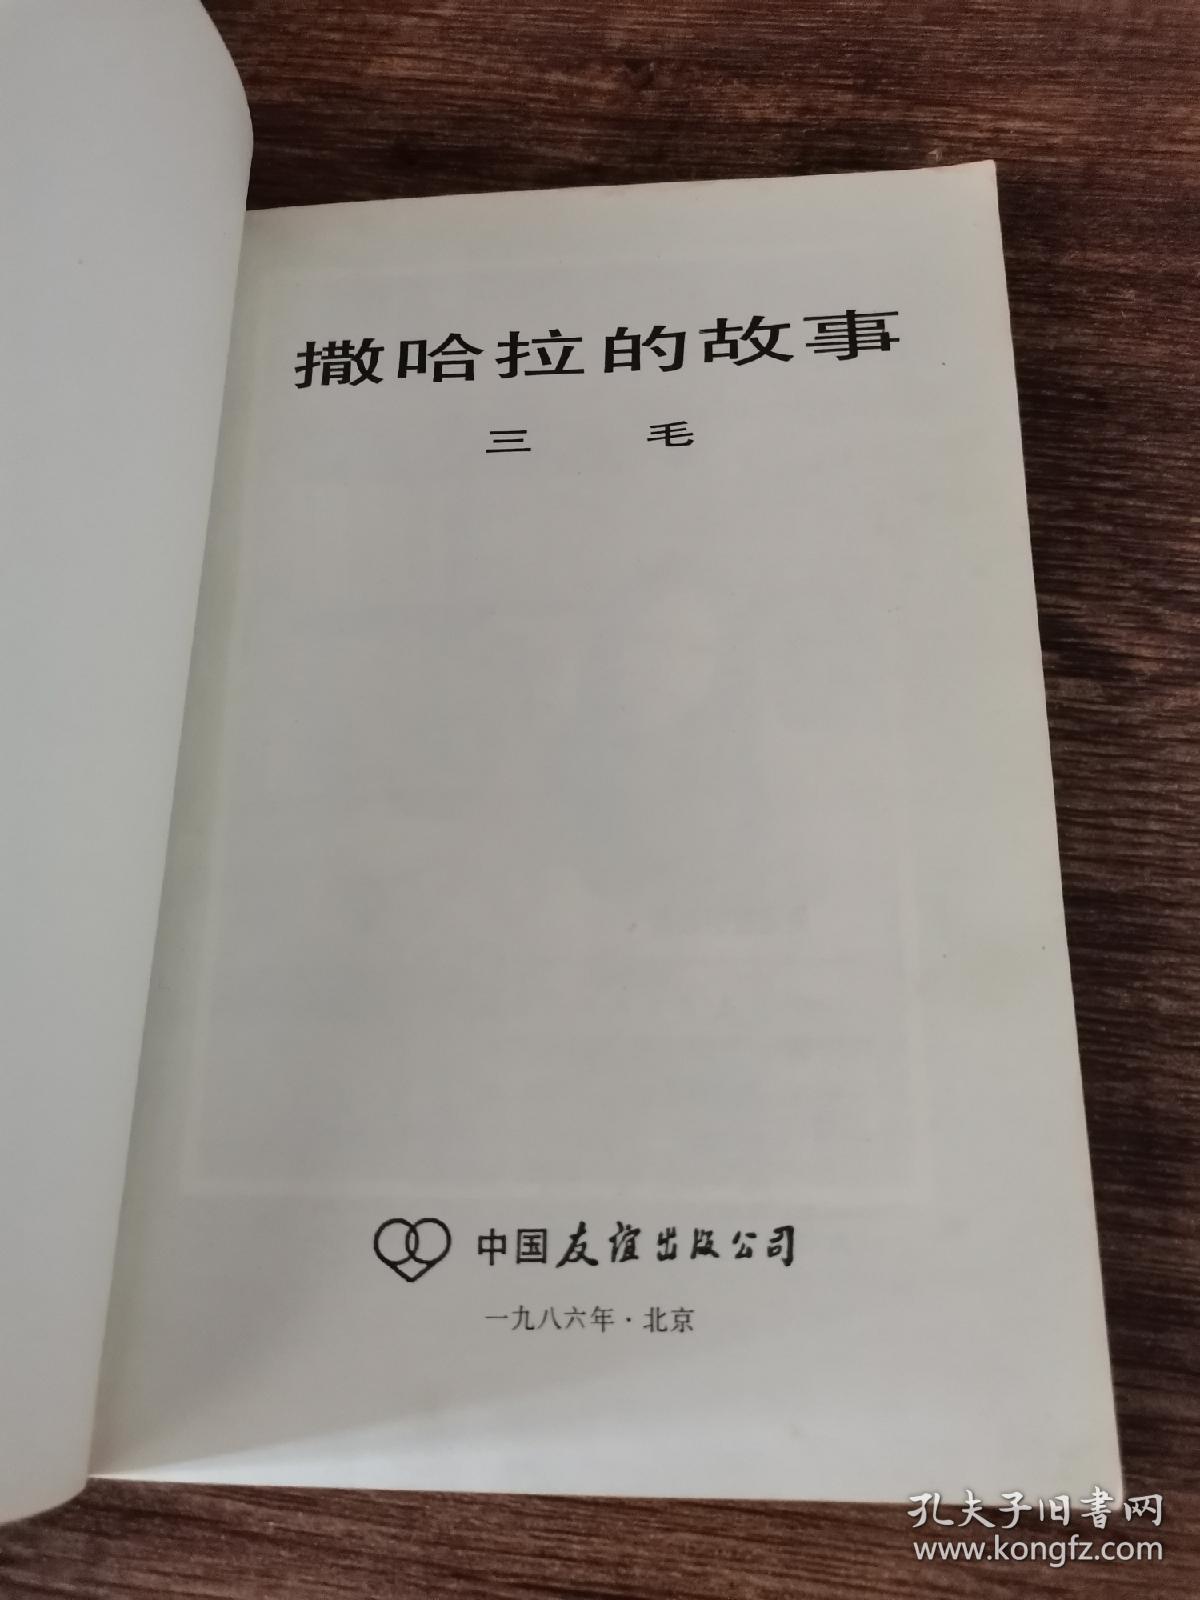 撒哈拉的故事
三 毛
中国友谊出版公司
一九八六年·北京
孔夫子旧书网
www.kongfz.com